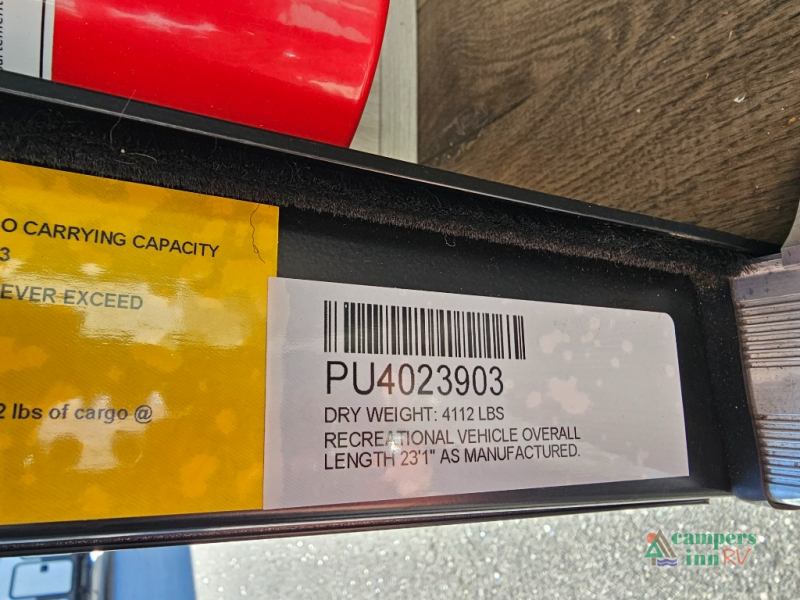 partement
O CARRYING CAPACITY
3
EVER EXCEED
2 lbs of cargo @
PU4023903
DRY WEIGHT: 4112 LBS
RECREATIONAL VEHICLE OVERALL
LENGTH 23'1" AS MANUFACTURED.
campers
inn RV